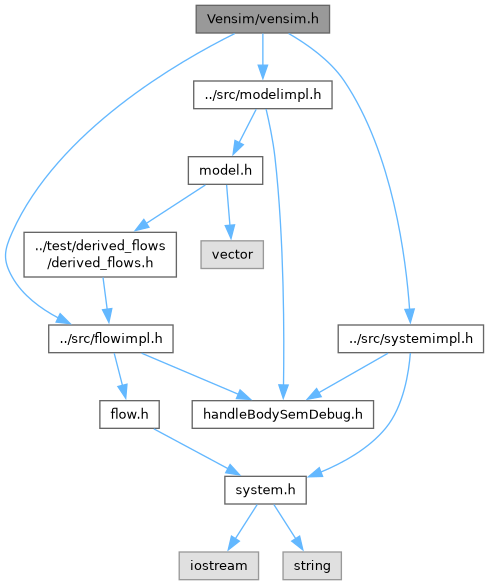 Vensim/vensim.h
../src/modelimpl.h
model.h
../test/derived_flows
/derived_flows.h
vector
../src/flowimpl.h
../src/systemimpl.h
flow.h
handleBodySemDebug.h
system.h
iostream
string